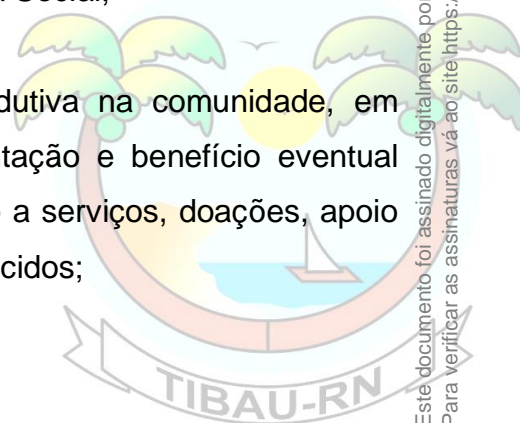 Social;
dutiva na comunidade, em
tação e benefício eventual
a serviços, doações, apoio
cidos;
TIBAU-RN
Este documento foi assinado digitalmente por
Para verificar as assinaturas vá ao site https:/